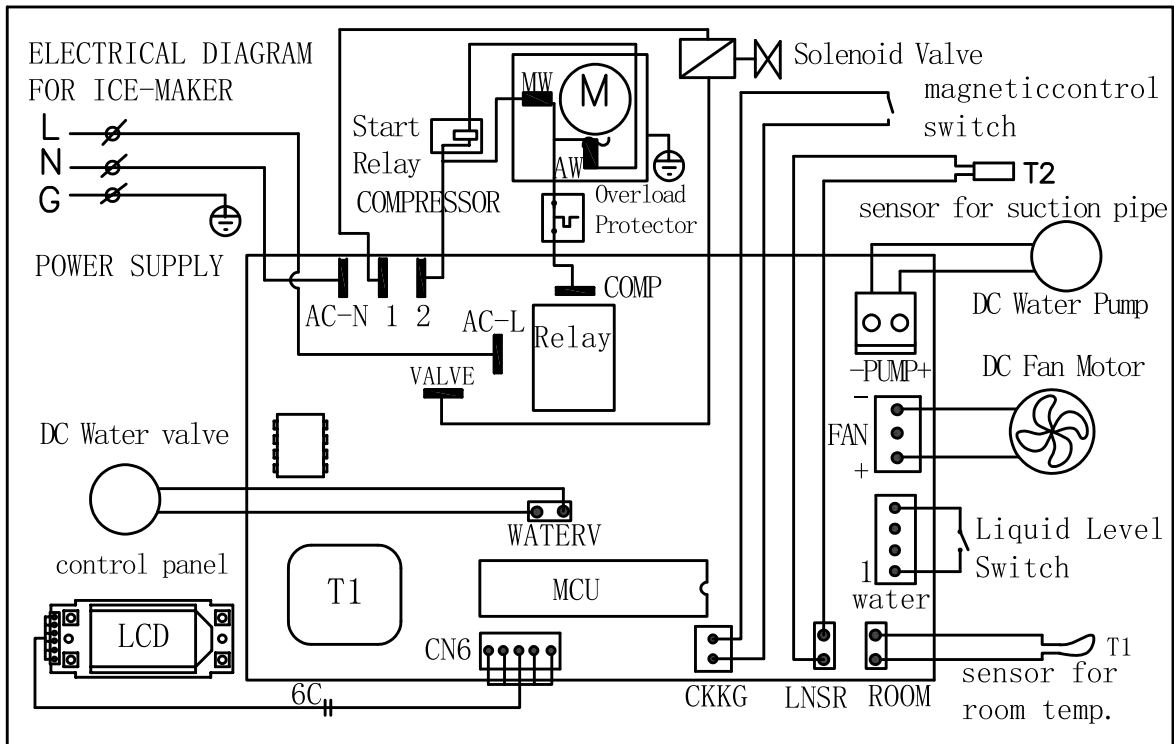 ELECTRICAL DIAGRAM
FOR ICE-MAKER
L
N
G
POWER SUPPLY
Start
Relay
COMPRESSOR
MW
M
AW
Overload
Protector
Solenoid Valve
magneticcontrol
switch
T2
sensor for suction pipe
AC-N 1 2
AC-L
COMP
Relay
VALVE
DC Water Pump
-PUMP+
DC Fan Motor
-
FAN
+
DC Water valve
WATERV
Liquid Level
Switch
1
water
control panel
LCD
T1
MCU
CN6
6C
CKKG
LNSR
ROOM
T1
sensor for
room temp.